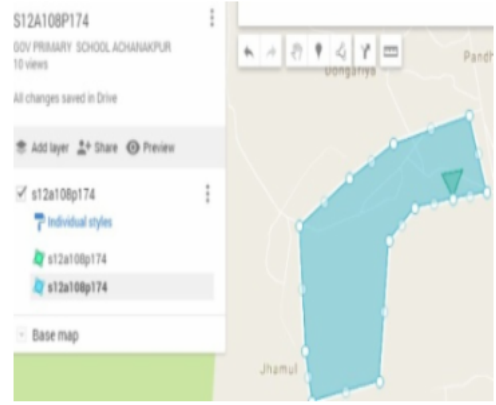 S12A108P174
GOV PRIMARY SCHOOL ACHANAKPUR
10 views
All changes saved in Drive
Add layer Share Preview
s12a108p174
Individual styles
s12a108p174
s12a108p174
Base map
Dongariya
Pandh
Jhamul